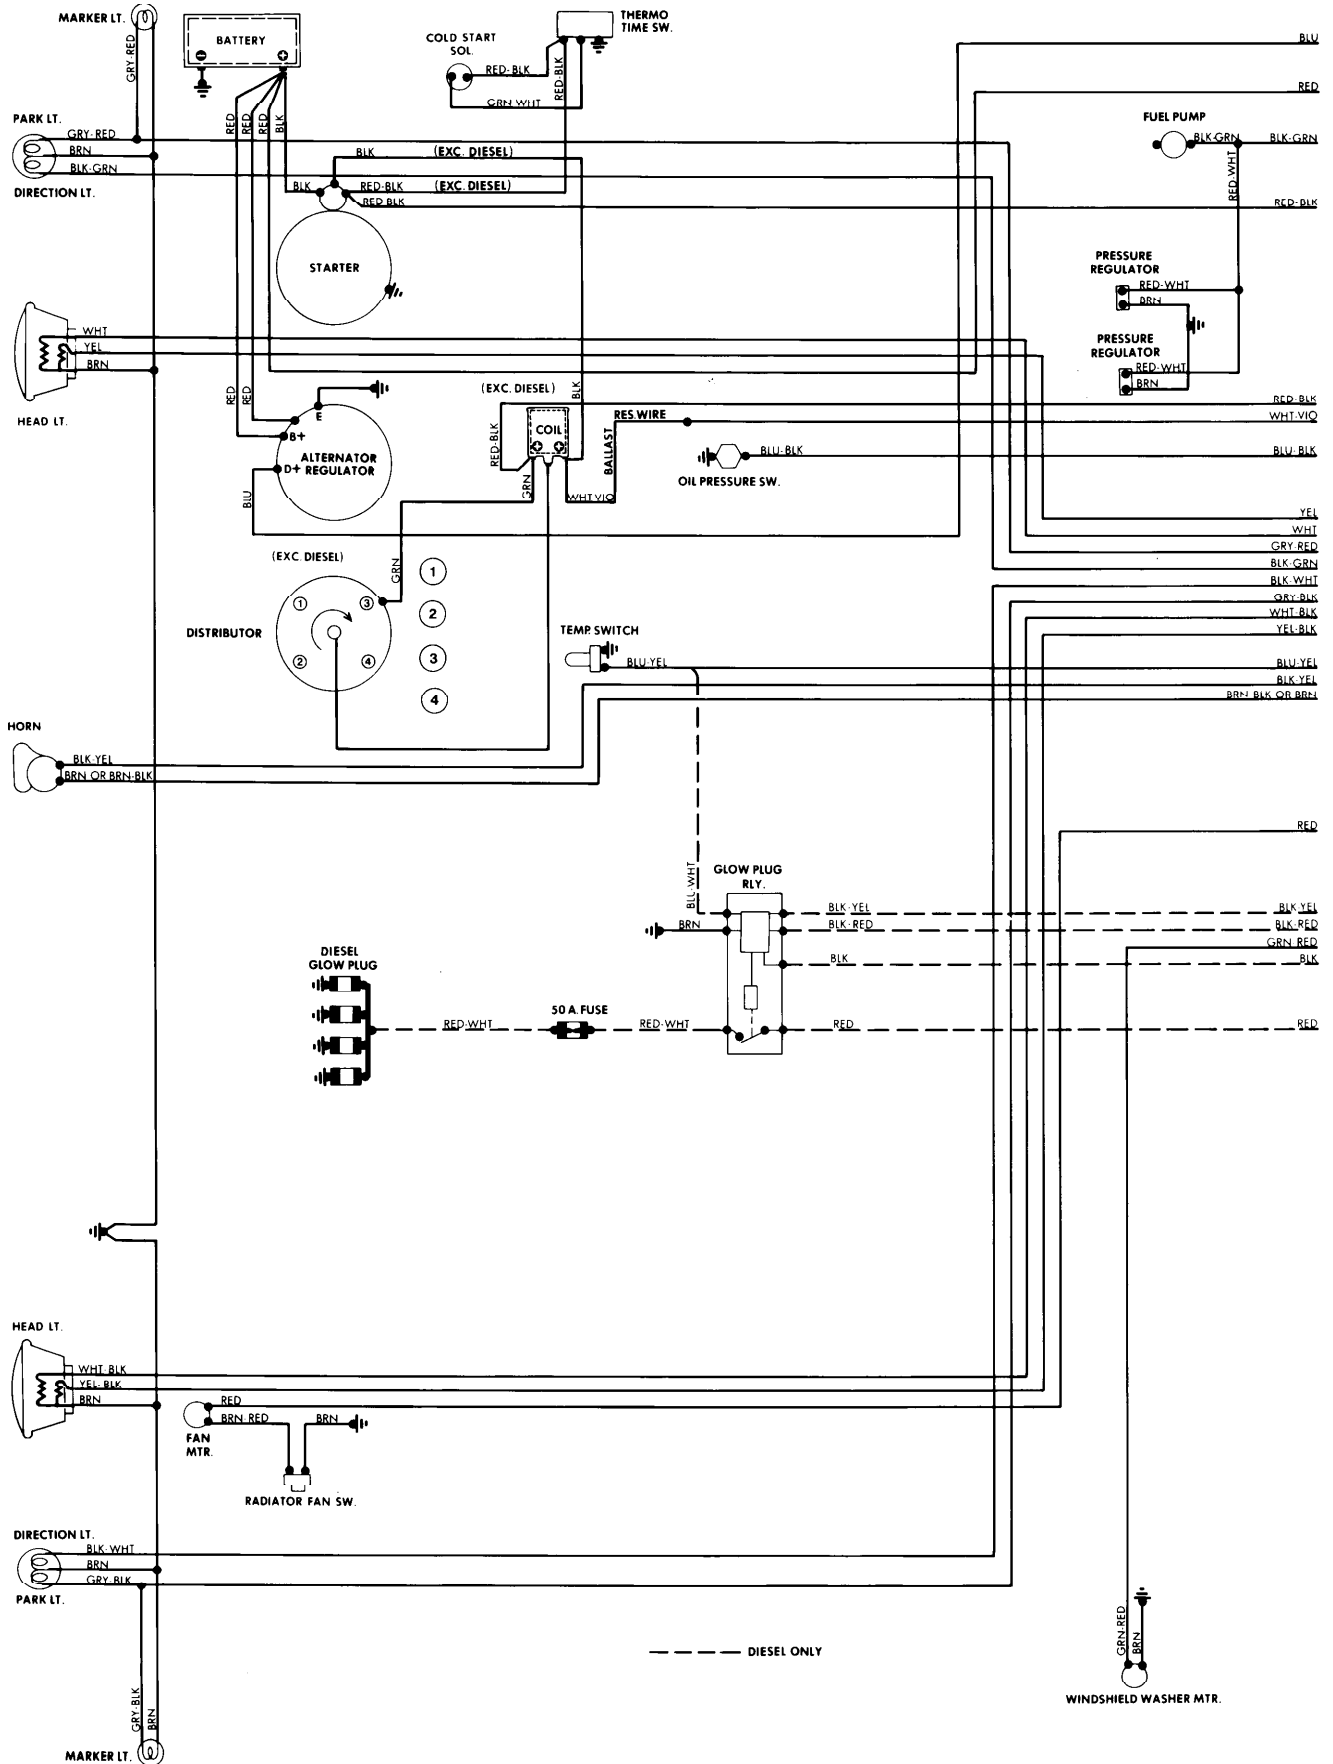 MARKER LT.
GRY-RED
BATTERY
THERMO
TIME SW.
COLD START
SOL.
RED-BLK
RED-BLK
GRN WHT
BLU
RED
PARK LT.
GRY-RED
BRN
BLK-GRN
DIRECTION LT.
RED
RED
RED
BLK
BLK
(EXC. DIESEL)
BLK
RED-BLK
(EXC. DIESEL)
RED BLK
STARTER
FUEL PUMP
BLK-GRN
BLK-GRN
RED-WHT
RED-BLK
PRESSURE
REGULATOR
RED-WHT
BRN
PRESSURE
REGULATOR
RED-WHT
BRN
WHT
YEL
BRN
HEAD LT.
RED
RED
E
B+
ALTERNATOR
REGULATOR
D+
BLU
(EXC. DIESEL)
BLK
COIL
RED-BLK
GRN
WHT VIO
BALLAST
RES. WIRE
RED-BLK
WHT-VIO
BLU-BLK
BLU-BLK
OIL PRESSURE SW.
YEL
WHT
GRY-RED
BLK-GRN
BLK-WHT
GRY-BLK
WHT-BLK
YEL-BLK
(EXC. DIESEL)
GRN
DISTRIBUTOR
1
3
2
4
1
2
3
4
TEMP. SWITCH
BLU-YEL
BLU-YEL
BLK-YEL
BRN BLK OR BRN
HORN
BLK-YEL
BRN OR BRN-BLK
RED
BLU-WHT
GLOW PLUG
RLY.
BRN
BLK-YEL
BLK-RED
BLK
RED
BLK YEL
BLK-RED
GRN RED
BLK
RED
DIESEL
GLOW PLUG
RED-WHT
50 A. FUSE
RED-WHT
HEAD LT.
WHT-BLK
YEL-BLK
BRN
RED
BRN-RED
BRN
FAN
MTR.
RADIATOR FAN SW.
DIRECTION LT.
BLK-WHT
BRN
GRY-BLK
PARK LT.
GRY-BLK
BRN
MARKER LT.
DIESEL ONLY
GRN-RED
BRN
WINDSHIELD WASHER MTR.